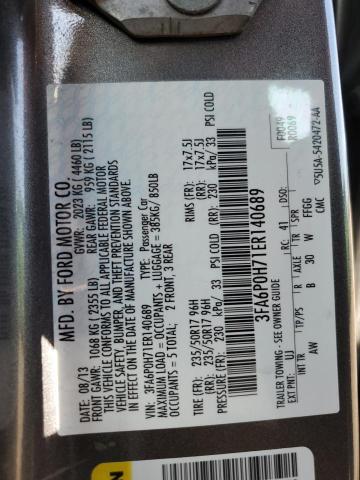 MFD. BY FORD MOTOR CO.
DATE: 08/13 GVWR: 2023 KG ( 4460 LB)
FRONT GAWR: 1068 KG ( 2355 LB) REAR GAWR: 959 KG ( 2115 LB)
THIS VEHICLE CONFORMS TO ALL APPLICABLE FEDERAL MOTOR
VEHICLE SAFETY, BUMPER, AND THEFT PREVENTION STANDARDS
IN EFFECT ON THE DATE OF MANUFACTURE SHOWN ABOVE.
VIN: 3FA6P0H71ER140689 TYPE: Passenger Car
MAXIMUM LOAD= OCCUPANTS + LUGGAGE = 385KG/ 850LB
OCCUPANTS = 5 TOTAL: 2 FRONT, 3 REAR
TIRE (FR): 235/50R17 96H RIMS (FR): 17x7.5J
TIRE (RR): 235/50R17 96H (RR): 17x7.5J
PRESSURE (FR): 230 kPa/ 33 PSI COLD (RR): 230 kPa/ 33 PSI COLD
3FA6P0H71ER140689
F0049
R0069
TRAILER TOWING - SEE OWNER GUIDE
EXT PNT: UJ RC: 41 DSO:
INT TR TP/PS R AXLE TR SPR
AW B 30 W FFGG
CMC ▽5U5A-5420472-AA
N